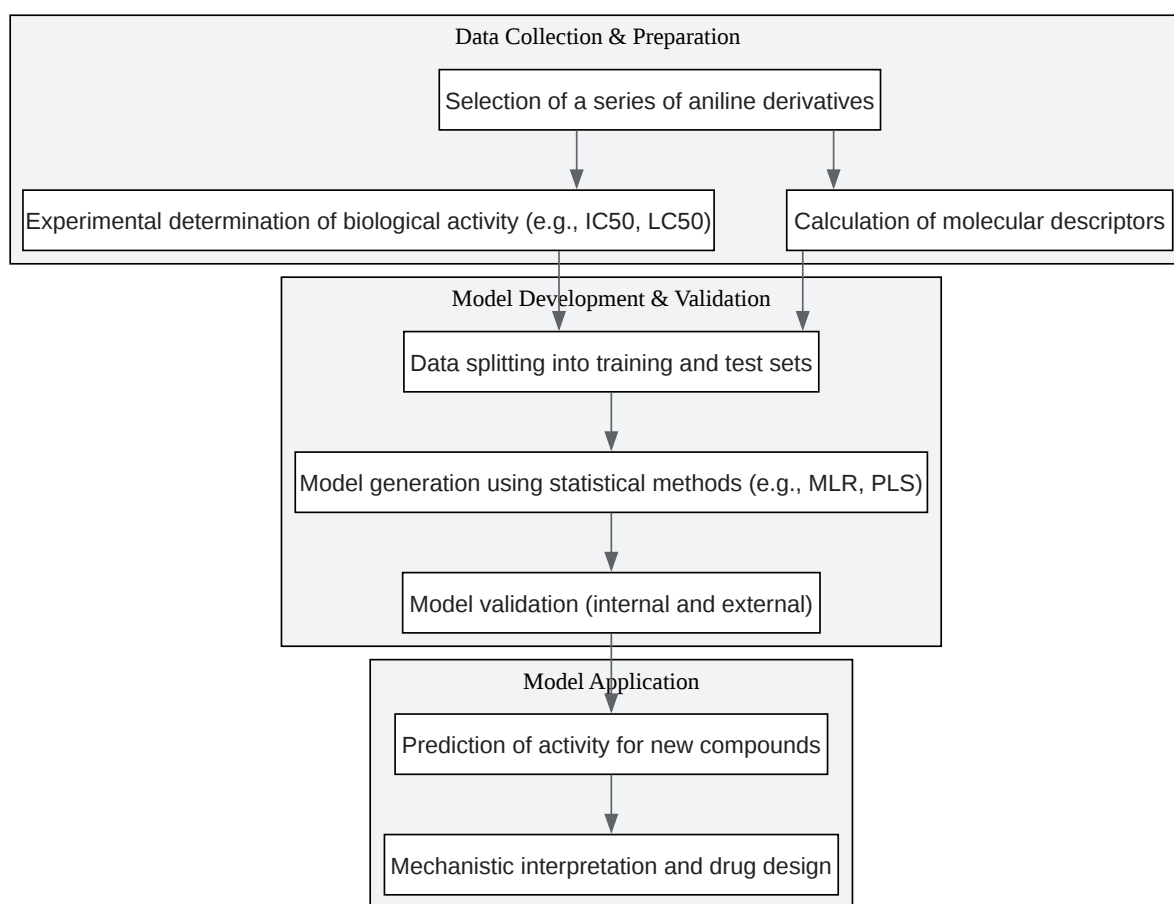 Data Collection & Preparation
Selection of a series of aniline derivatives
Experimental determination of biological activity (e.g., IC50, LC50)
Calculation of molecular descriptors
Model Development & Validation
Data splitting into training and test sets
Model generation using statistical methods (e.g., MLR, PLS)
Model validation (internal and external)
Model Application
Prediction of activity for new compounds
Mechanistic interpretation and drug design